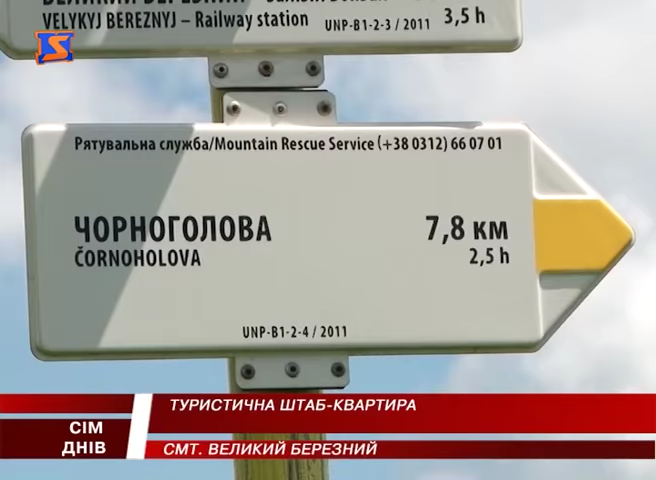 VELYKYJ BEREZNYJ – Railway station
UNP-B1-2-3 / 2011
3,5 h
Рятувальна служба/Mountain Rescue Service (+38 0312) 66 07 01
ЧОРНОГОЛОВА 7,8 км
ČORNOHOLOVA 2,5 h
UNP-B1-2-4 / 2011
ТУРИСТИЧНА ШТАБ-КВАРТИРА
СІМ
ДНІВ
СМТ. ВЕЛИКИЙ БЕРЕЗНИЙ